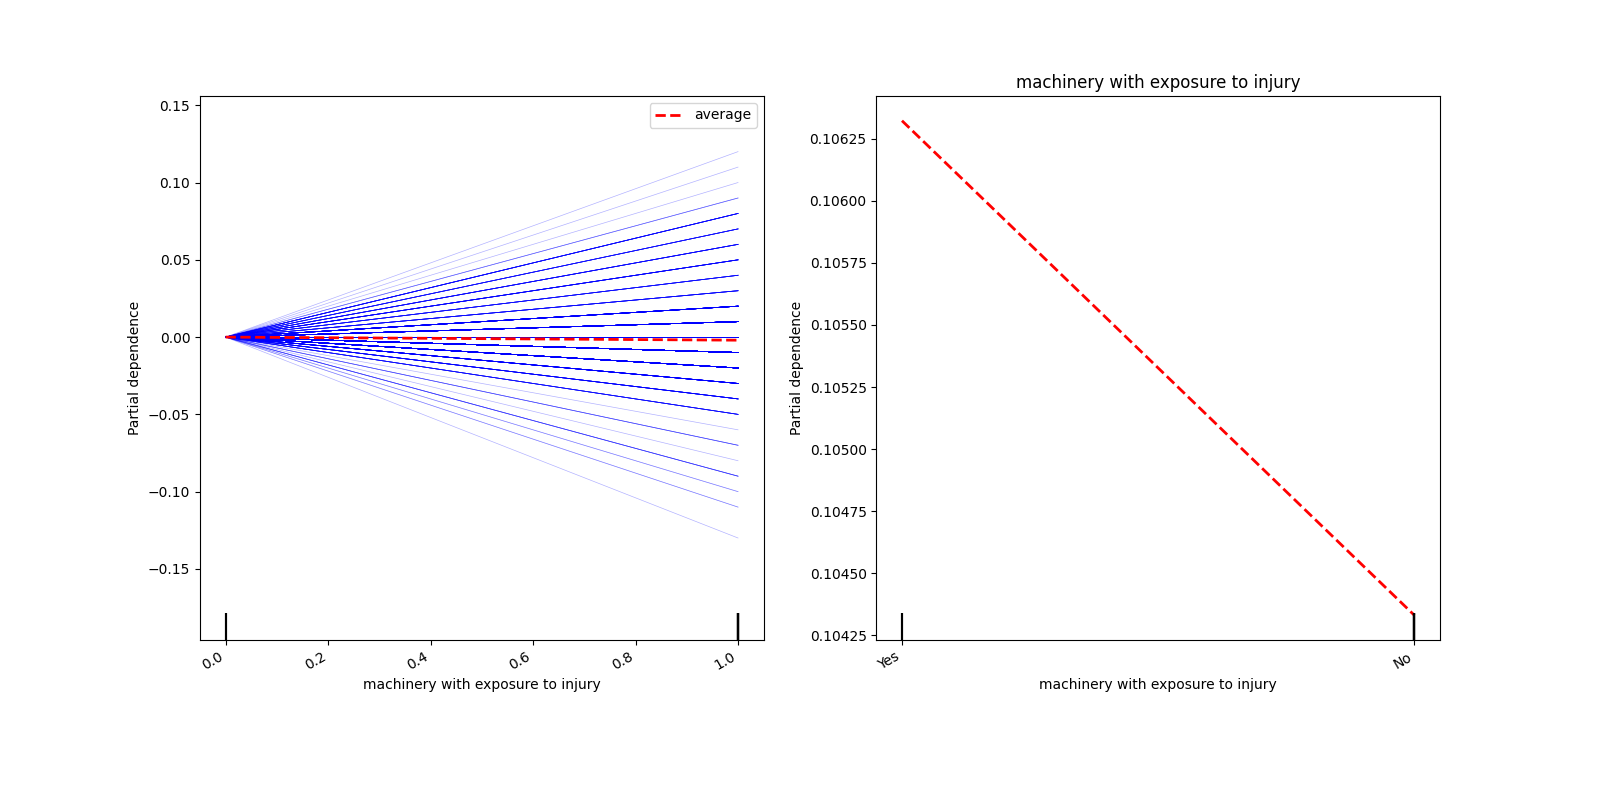 machinery with exposure to injury
0.15
0.10
0.05
0.00
−0.05
−0.10
−0.15
Partial dependence
average
0.0
0.2
0.4
0.6
0.8
1.0
machinery with exposure to injury
0.10625
0.10600
0.10575
0.10550
0.10525
0.10500
0.10475
0.10450
0.10425
Partial dependence
Yes
No
machinery with exposure to injury